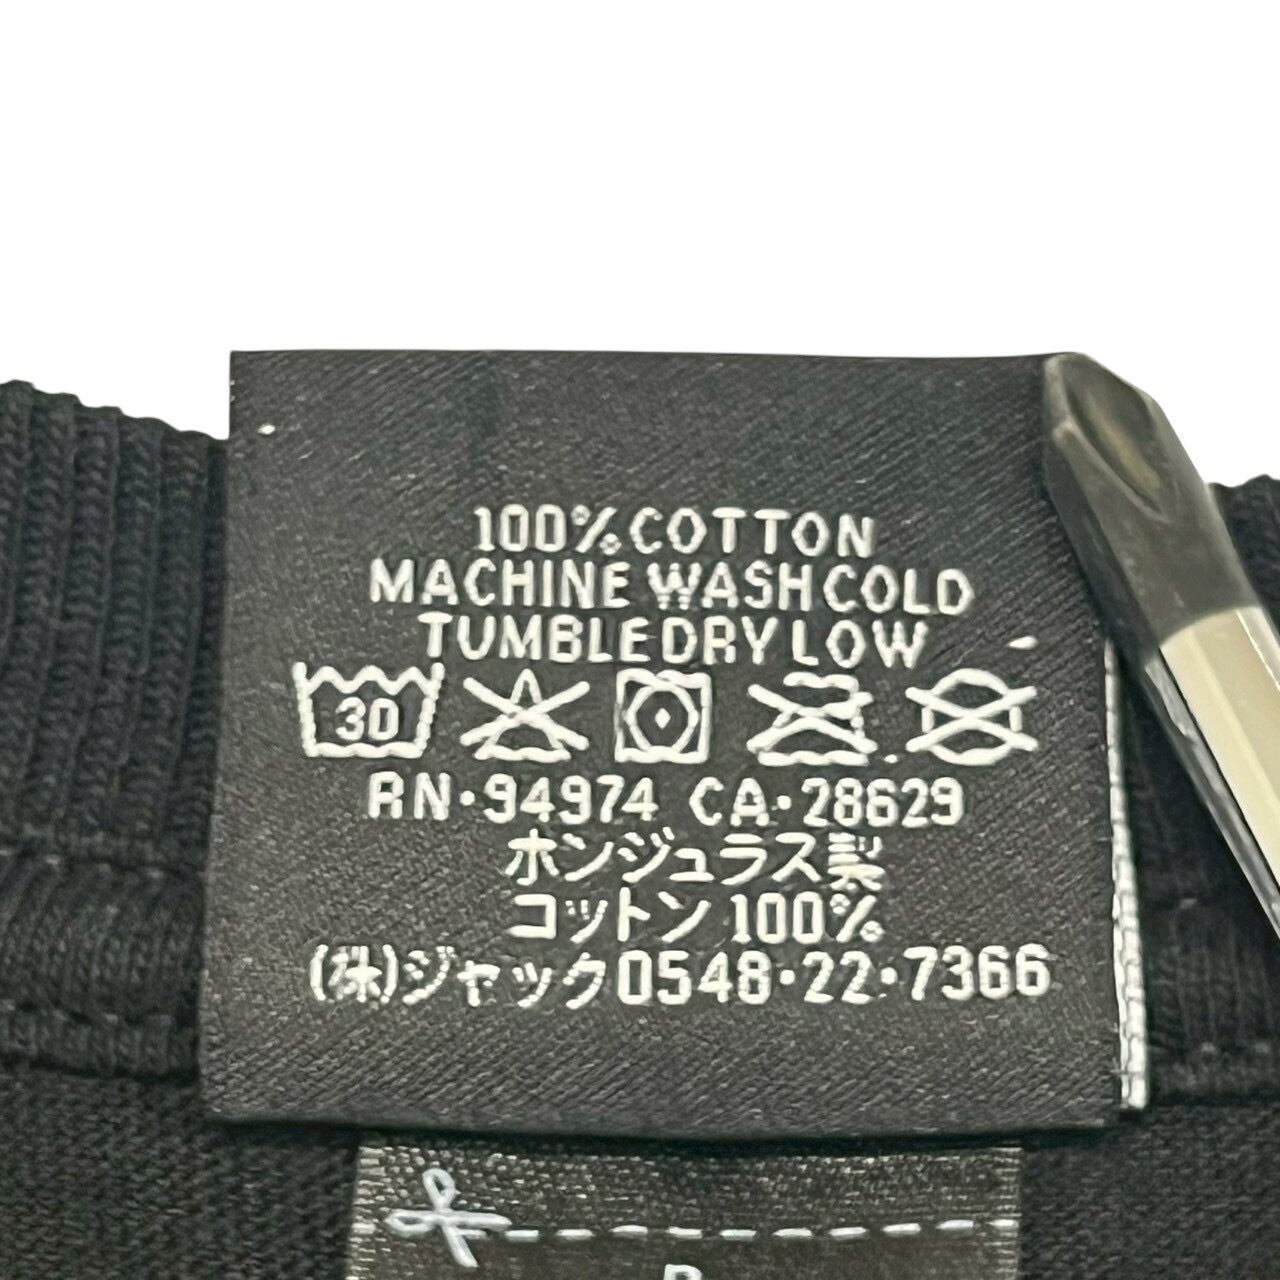 100% COTTON
MACHINE WASH COLD
TUMBLE DRY LOW
30
RN·94974 CA·28629
ホンジュラス製
コットン 100%
(株)ジャック0548·22·7366